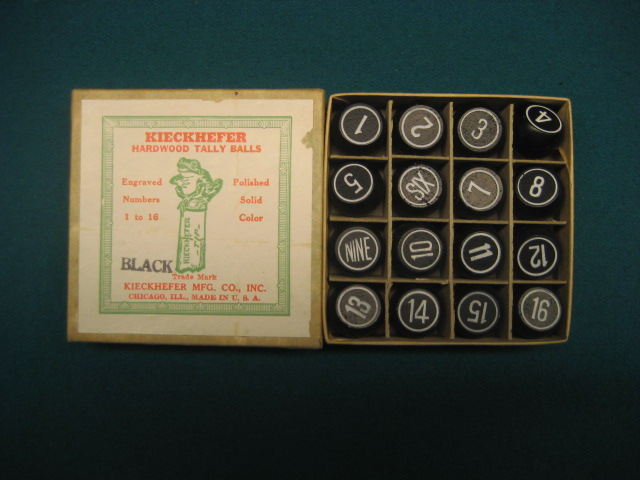 KIECKHEFER
HARDWOOD TALLY BALLS
Engraved Polished
Numbers Solid
1 to 16 Color
KIECKHEFER
TIP
BLACK
Trade Mark
KIECKHEFER MFG. CO., INC.
CHICAGO, ILL., MADE IN U. S. A.
1 2 3 4
5 SIX 7 8
NINE 10 11 12
13 14 15 16